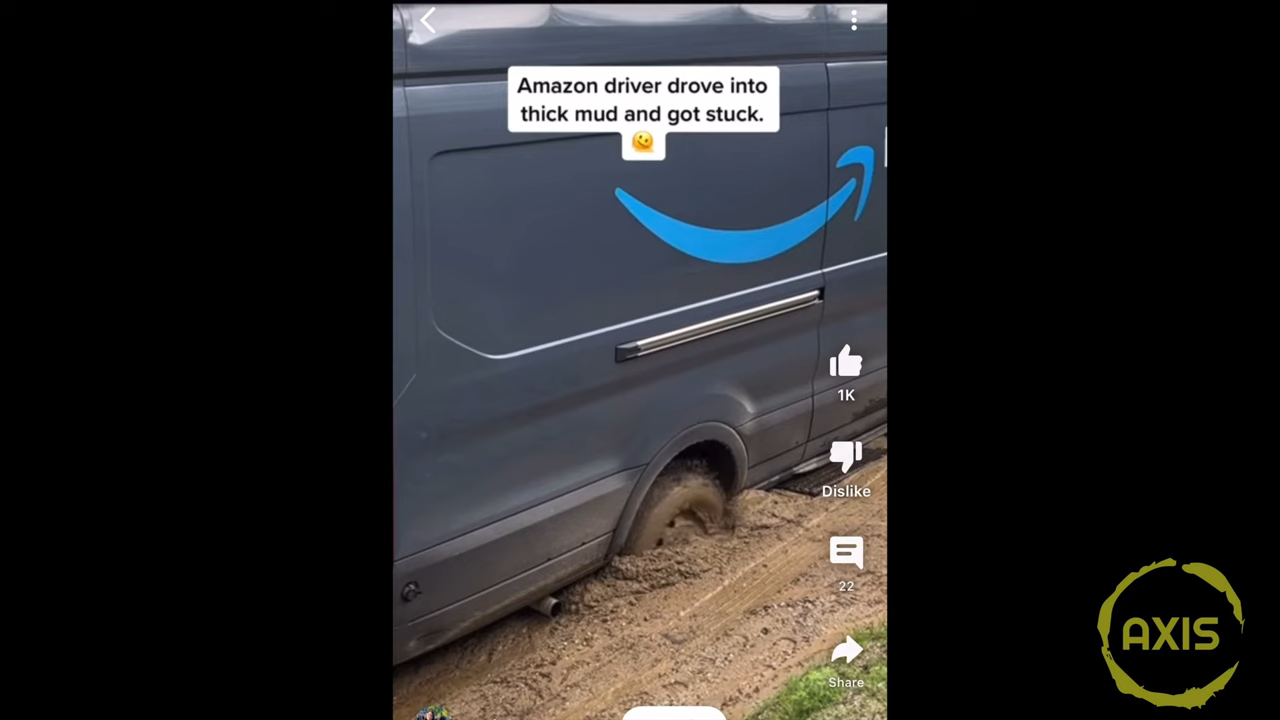 Amazon driver drove into
thick mud and got stuck.
🫠
1K
Dislike
22
Share
AXIS